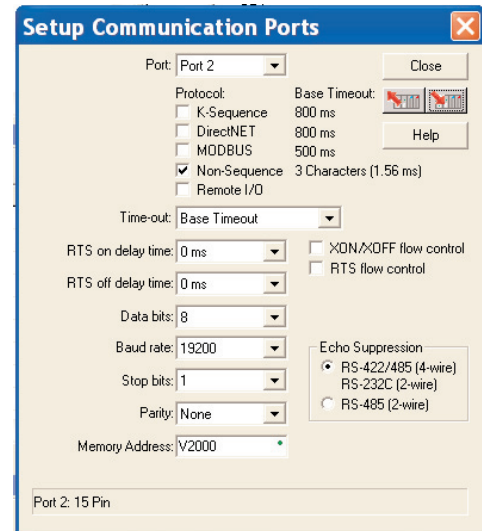 Setup Communication Ports
Port: Port 2
Close
Protocol:
Base Timeout:
K-Sequence 800 ms
DirectNET 800 ms
Help
MODBUS 500 ms
Non-Sequence 3 Characters (1.56 ms)
Remote I/O
Time-out: Base Timeout
RTS on delay time: 0 ms
XON/XOFF flow control
RTS flow control
RTS off delay time: 0 ms
Data bits: 8
Baud rate: 19200
Echo Suppression
RS-422/485 (4-wire)
RS-232C (2-wire)
Stop bits: 1
RS-485 (2-wire)
Parity: None
Memory Address: V2000
Port 2: 15 Pin